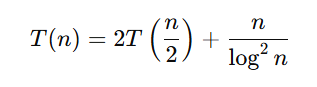 T(n) = 2T(n/2) + n/log² n